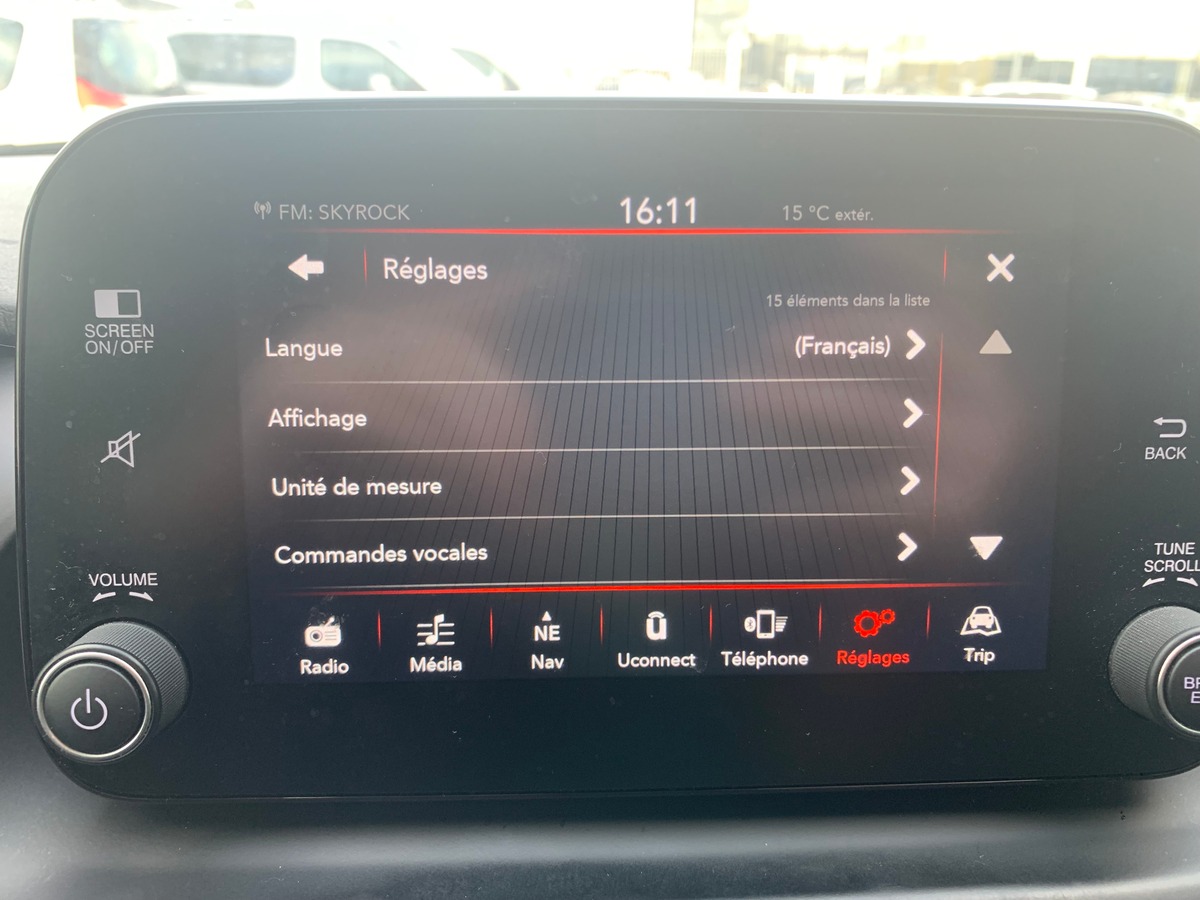 FM: SKYROCK 16:11 15 °C extér.
Réglages
15 éléments dans la liste
SCREEN
ON/OFF
Langue (Français)
Affichage
BACK
Unité de mesure
Commandes vocales
TUNE
SCROLL
VOLUME
NE
Radio Média Nav Uconnect Téléphone Réglages Trip